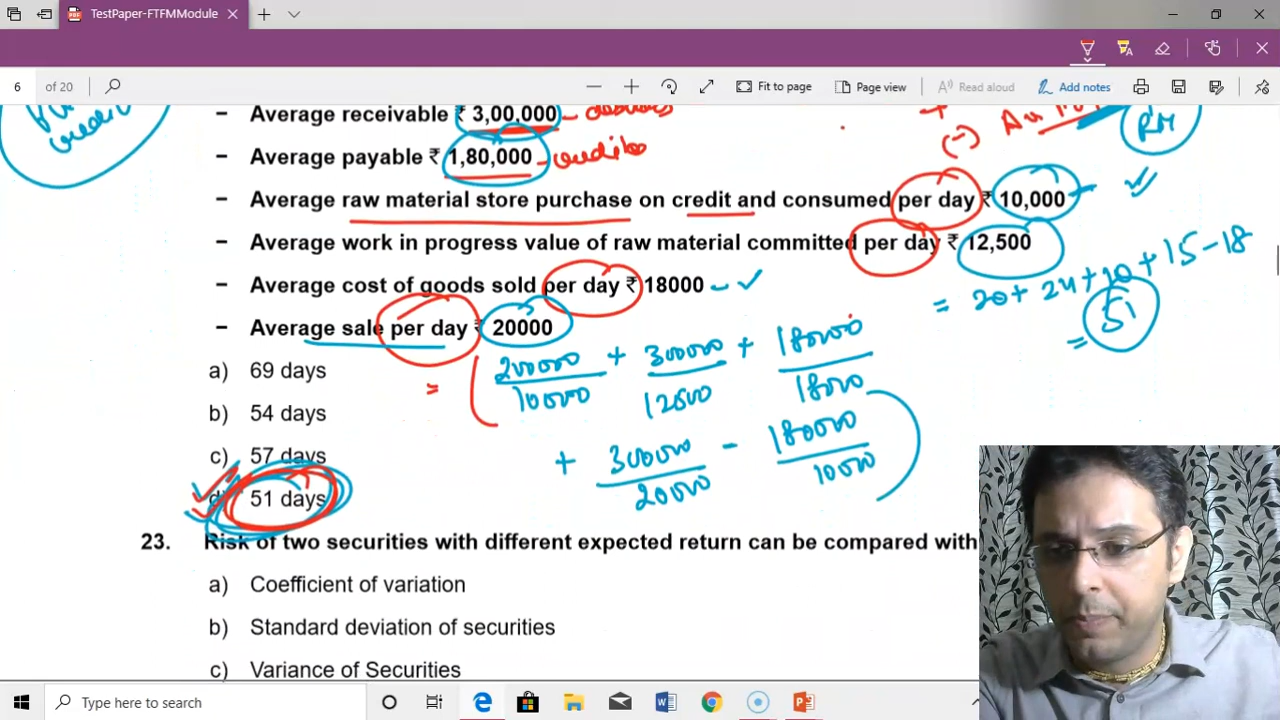 TestPaper-FTFMModule
6 of 20
Fit to page
Page view
Read aloud
Add notes
credit
- Average receivable ₹ 3,00,000 - debtors
- Average payable ₹ 1,80,000 - creditors
RM
(-)
- Average raw material store purchase on credit and consumed per day ₹ 10,000
- Average work in progress value of raw material committed per day ₹ 12,500
- Average cost of goods sold per day ₹ 18000
- Average sale per day ₹ 20000
= 20 + 24 + 10 + 15 - 18
= 51
a) 69 days
b) 54 days
c) 57 days
d) 51 days
= ( 200000/10000 + 300000/12500 + 180000/18000
+ 300000/20000 - 180000/10000 )
23. Risk of two securities with different expected return can be compared with
a) Coefficient of variation
b) Standard deviation of securities
c) Variance of Securities
Type here to search